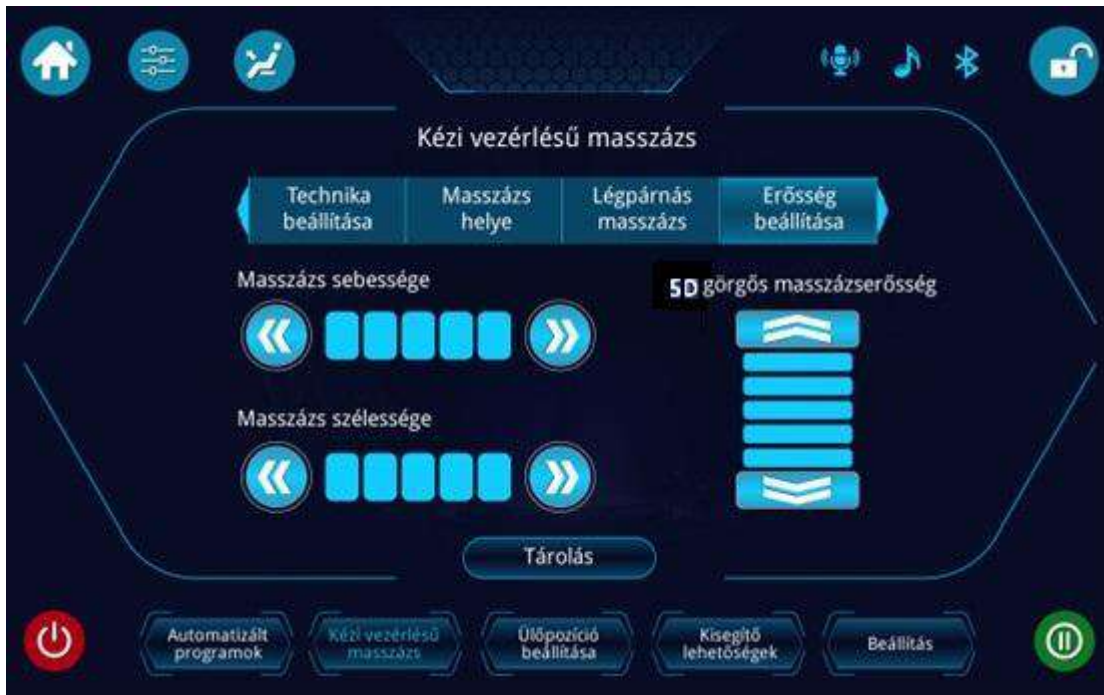 Kézi vezérlésű masszázs
Technika
beállítása
Masszázs
helye
Légpárnás
masszázs
Erősség
beállítása
Masszázs sebessége
5D görgős masszázserősség
Masszázs szélessége
Tárolás
Automatizált
programok
Kézi vezérlésű
masszázs
Ülőpozíció
beállítása
Kisegítő
lehetőségek
Beállítás